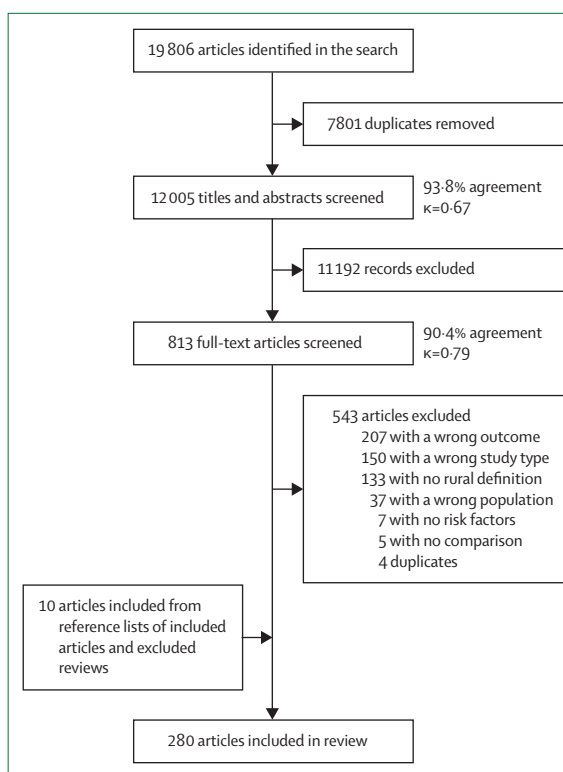 19 806 articles identified in the search
7801 duplicates removed
12 005 titles and abstracts screened
93·8% agreement
κ=0·67
11 192 records excluded
813 full-text articles screened
90·4% agreement
κ=0·79
543 articles excluded
207 with a wrong outcome
150 with a wrong study type
133 with no rural definition
37 with a wrong population
7 with no risk factors
5 with no comparison
4 duplicates
10 articles included from
reference lists of included
articles and excluded
reviews
280 articles included in review